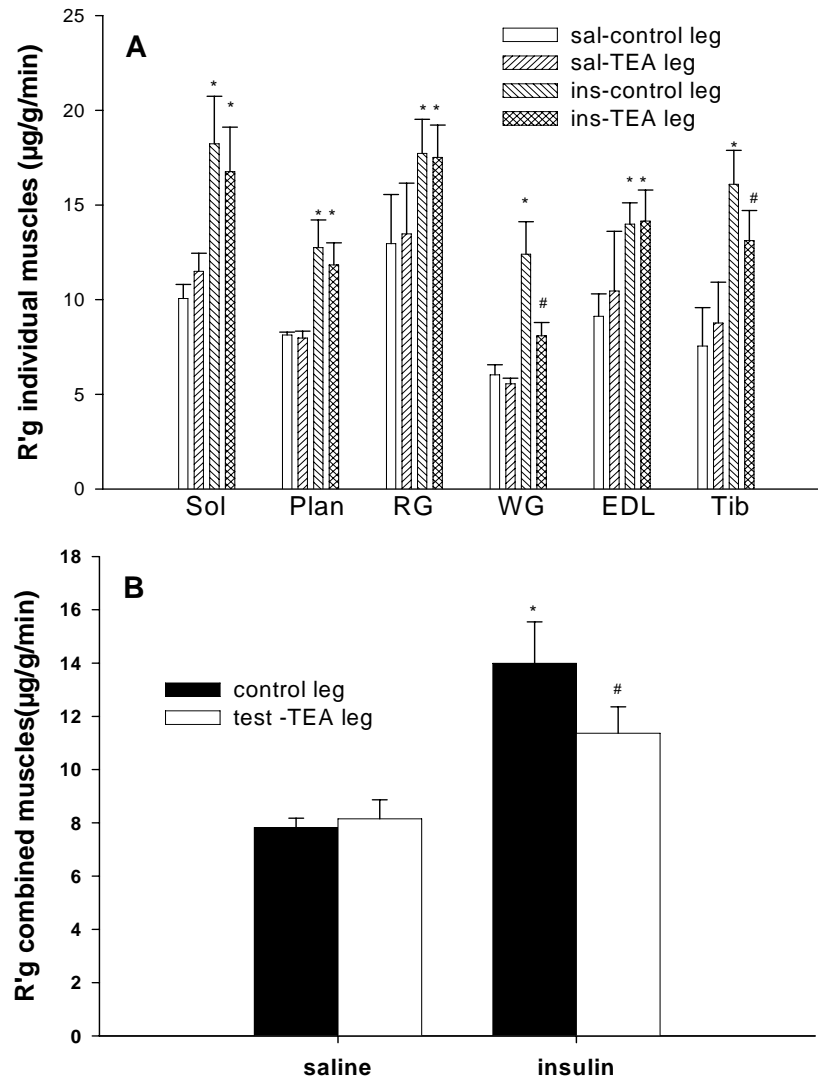 A
sal-control leg
sal-TEA leg
ins-control leg
ins-TEA leg
R'g individual muscles (µg/g/min)
25
20
15
10
5
0
* * * * * * * # * * * #
Sol Plan RG WG EDL Tib
B
control leg
test -TEA leg
R'g combined muscles(µg/g/min)
18
16
14
12
10
8
6
4
2
0
* #
saline insulin